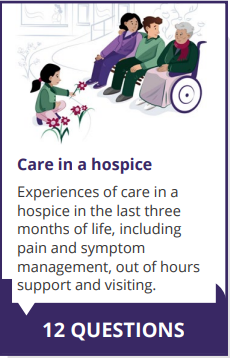 Care in a hospice
Experiences of care in a
hospice in the last three
months of life, including
pain and symptom
management, out of hours
support and visiting.
12 QUESTIONS